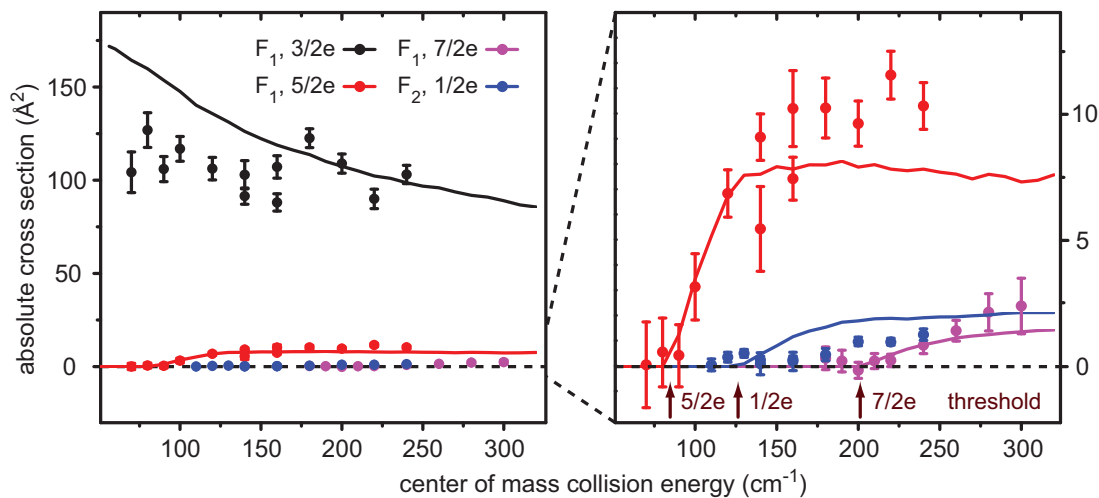 F₁, 3/2e F₁, 7/2e
F₁, 5/2e F₂, 1/2e
absolute cross section (Å²)
150
100
50
0
100 150 200 250 300
10
5
0
5/2e 1/2e 7/2e threshold
100 150 200 250 300
center of mass collision energy (cm⁻¹)